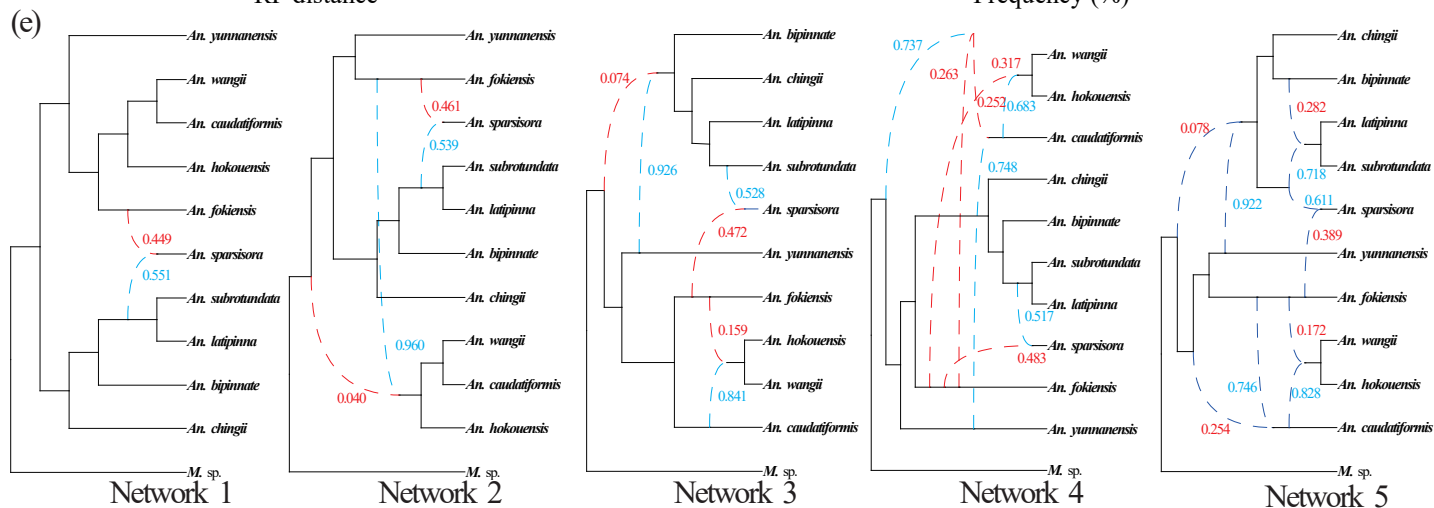 (e)
An. yunnanensis
An. wangii
An. caudatiformis
An. hokouensis
An. fokiensis
0.449
An. sparsisora
0.551
An. subrotundata
An. latipinna
An. bipinnate
An. chingii
M. sp.
Network 1
An. yunnanensis
An. fokiensis
0.461
An. sparsisora
0.539
An. subrotundata
An. latipinna
An. bipinnate
An. chingii
0.960
An. wangii
An. caudatiformis
0.040
An. hokouensis
M. sp.
Network 2
An. bipinnate
0.074
An. chingii
An. latipinna
An. subrotundata
0.926
0.528
An. sparsisora
0.472
An. yunnanensis
An. fokiensis
0.159
An. hokouensis
An. wangii
0.841
An. caudatiformis
M. sp.
Network 3
0.737
An. wangii
0.317
0.263
An. hokouensis
0.252
0.683
An. caudatiformis
0.748
An. chingii
An. bipinnate
An. subrotundata
An. latipinna
0.517
An. sparsisora
0.483
An. fokiensis
An. yunnanensis
M. sp.
Network 4
An. chingii
An. bipinnate
0.282
An. latipinna
0.078
An. subrotundata
0.718
0.611
An. sparsisora
0.922
0.389
An. yunnanensis
An. fokiensis
0.172
An. wangii
An. hokouensis
0.746
0.828
0.254
An. caudatiformis
M. sp.
Network 5